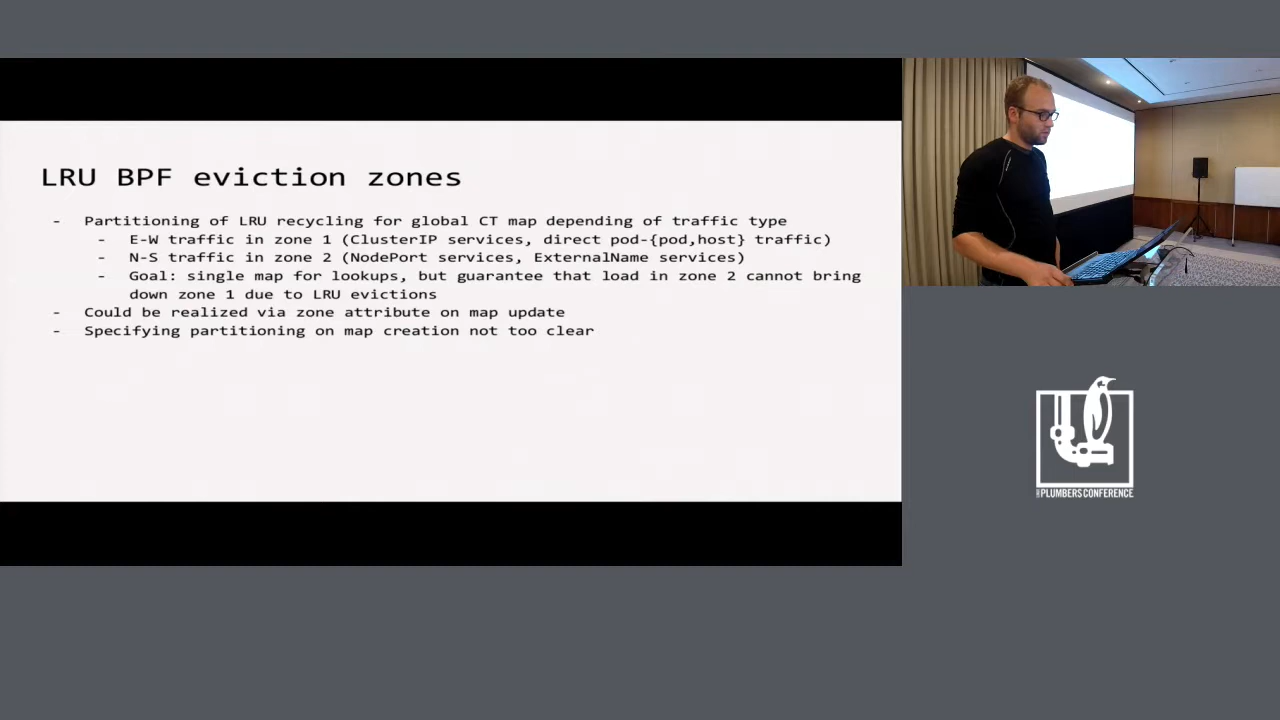 LRU BPF eviction zones
- Partitioning of LRU recycling for global CT map depending of traffic type
- E-W traffic in zone 1 (ClusterIP services, direct pod-{pod,host} traffic)
- N-S traffic in zone 2 (NodePort services, ExternalName services)
- Goal: single map for lookups, but guarantee that load in zone 2 cannot bring
down zone 1 due to LRU evictions
- Could be realized via zone attribute on map update
- Specifying partitioning on map creation not too clear
PLUMBERS CONFERENCE